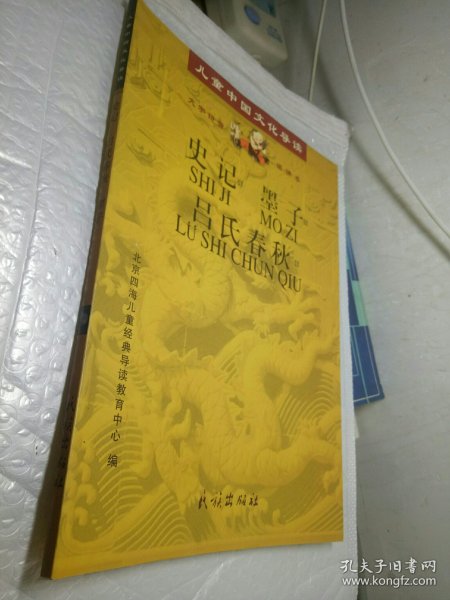 儿童中国文化导读
史记
SHI JI
墨子
MO ZI
吕氏春秋
LU SHI CHUN QIU
北京四海儿童经典导读教育中心 编
民族出版社
孔夫子旧书网
www.kongfz.com